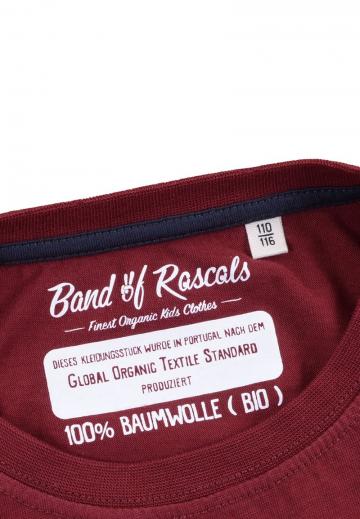 110
116
Band of Rascals
Finest Organic Kids Clothes
DIESES KLEIDUNGSSTÜCK WURDE IN PORTUGAL NACH DEM
GLOBAL ORGANIC TEXTILE STANDARD
PRODUZIERT
100% BAUMWOLLE ( BIO )